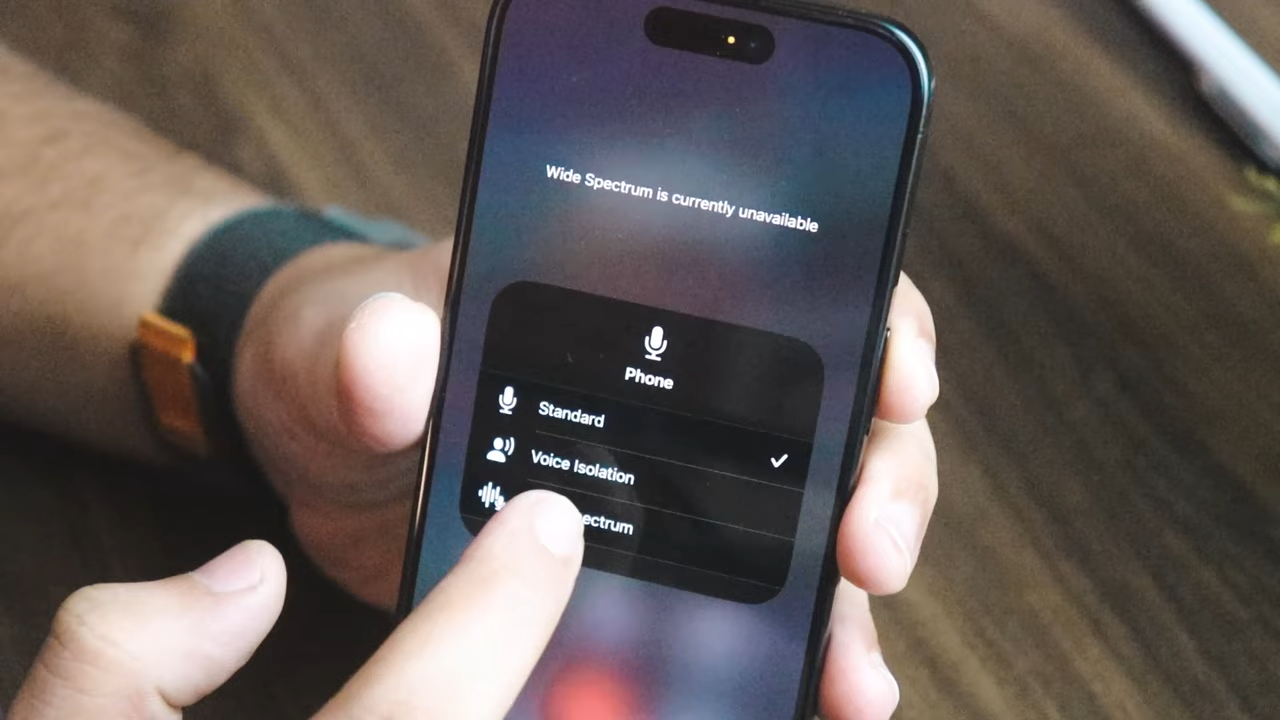 Wide Spectrum is currently unavailable
Phone
Standard
Voice Isolation